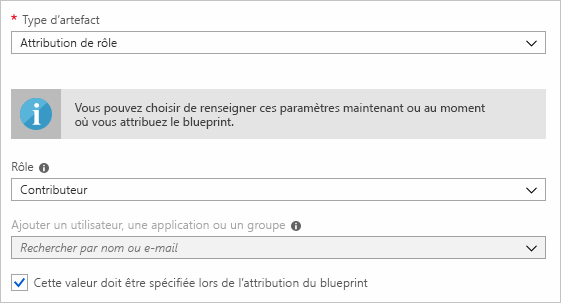 * Type d'artefact
Attribution de rôle
Vous pouvez choisir de renseigner ces paramètres maintenant ou au moment
où vous attribuez le blueprint.
Rôle
Contributeur
Ajouter un utilisateur, une application ou un groupe
Rechercher par nom ou e-mail
Cette valeur doit être spécifiée lors de l'attribution du blueprint